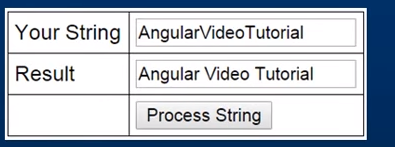 Your String AngularVideoTutorial
Result Angular Video Tutorial
Process String